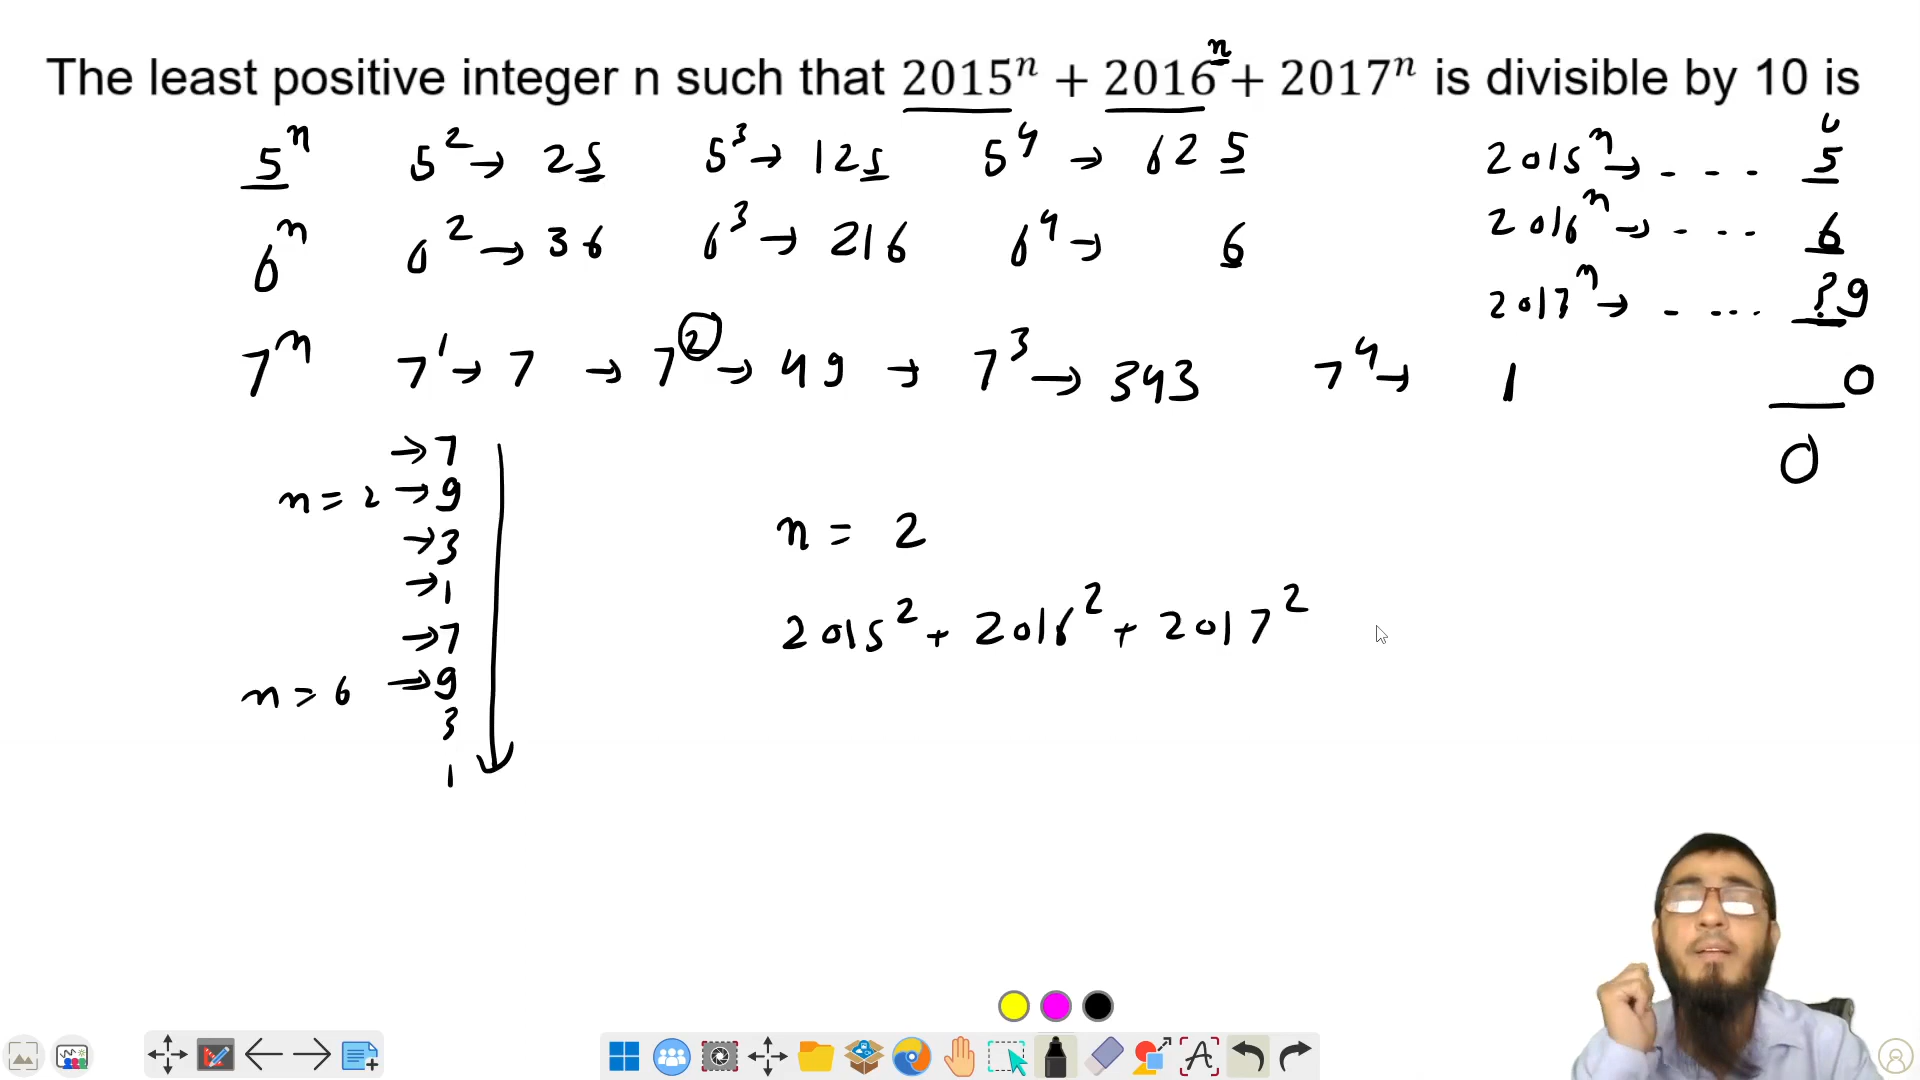 The least positive integer n such that 2015ⁿ + 2016ⁿ + 2017ⁿ is divisible by 10 is
5ⁿ 5² → 25 5³ → 125 5⁴ → 625 2015ⁿ → - - - 5
6ⁿ 6² → 36 6³ → 216 6⁴ → 6 2016ⁿ → - - - 6
2017ⁿ → - - - - ? 9
7ⁿ 7¹ → 7 → 7² → 49 → 7³ → 343 7⁴ → 1 0
→ 7
0
n = 2 → 9
n = 2
→ 3
→ 1
2015² + 2016² + 2017²
→ 7
n = 6 → 9
3
1